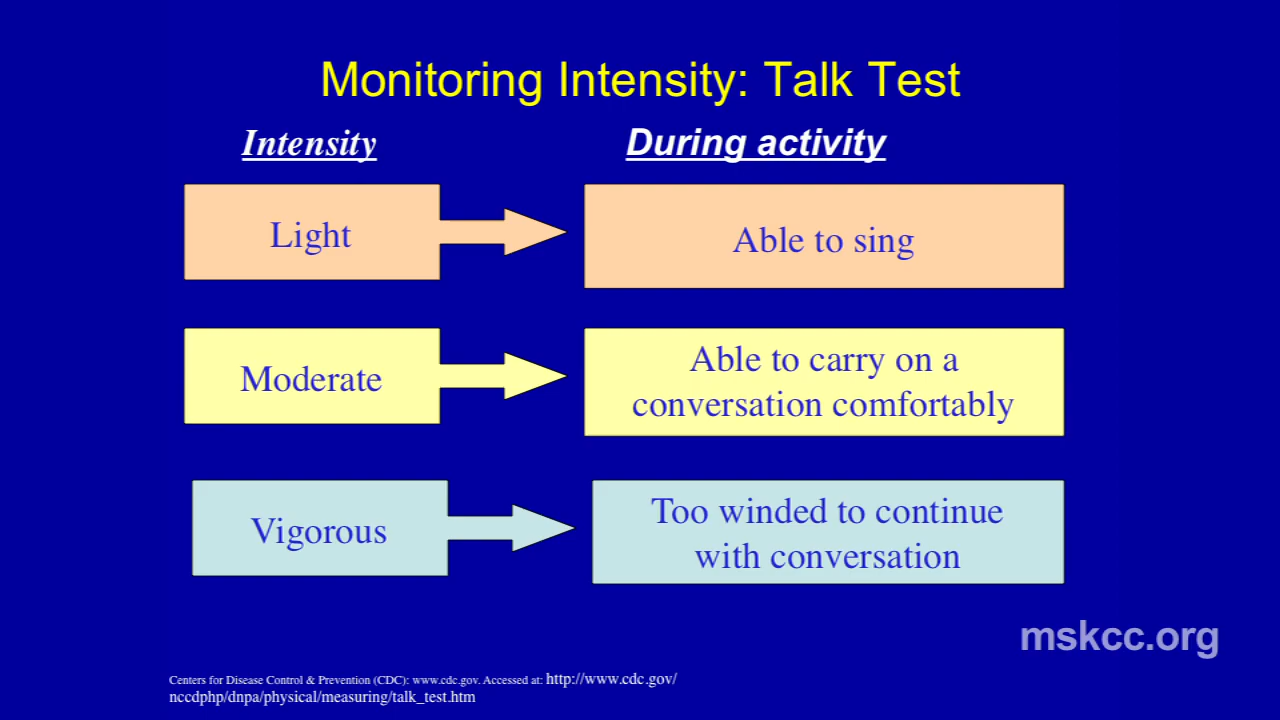 Monitoring Intensity: Talk Test
Intensity
During activity
Light
Able to sing
Moderate
Able to carry on a
conversation comfortably
Vigorous
Too winded to continue
with conversation
mskcc.org
Centers for Disease Control & Prevention (CDC): www.cdc.gov. Accessed at: http://www.cdc.gov/
nccdphp/dnpa/physical/measuring/talk_test.htm